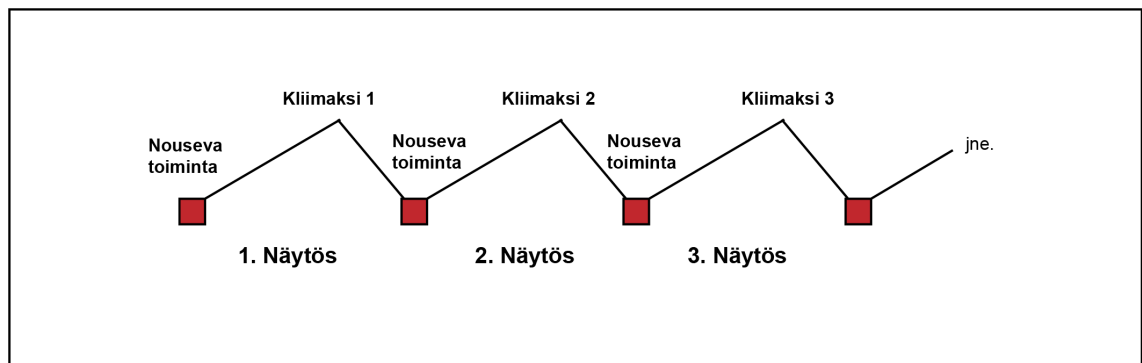 Kliimaksi 1
Kliimaksi 2
Kliimaksi 3
Nouseva
toiminta
Nouseva
toiminta
Nouseva
toiminta
jne.
1. Näytös
2. Näytös
3. Näytös